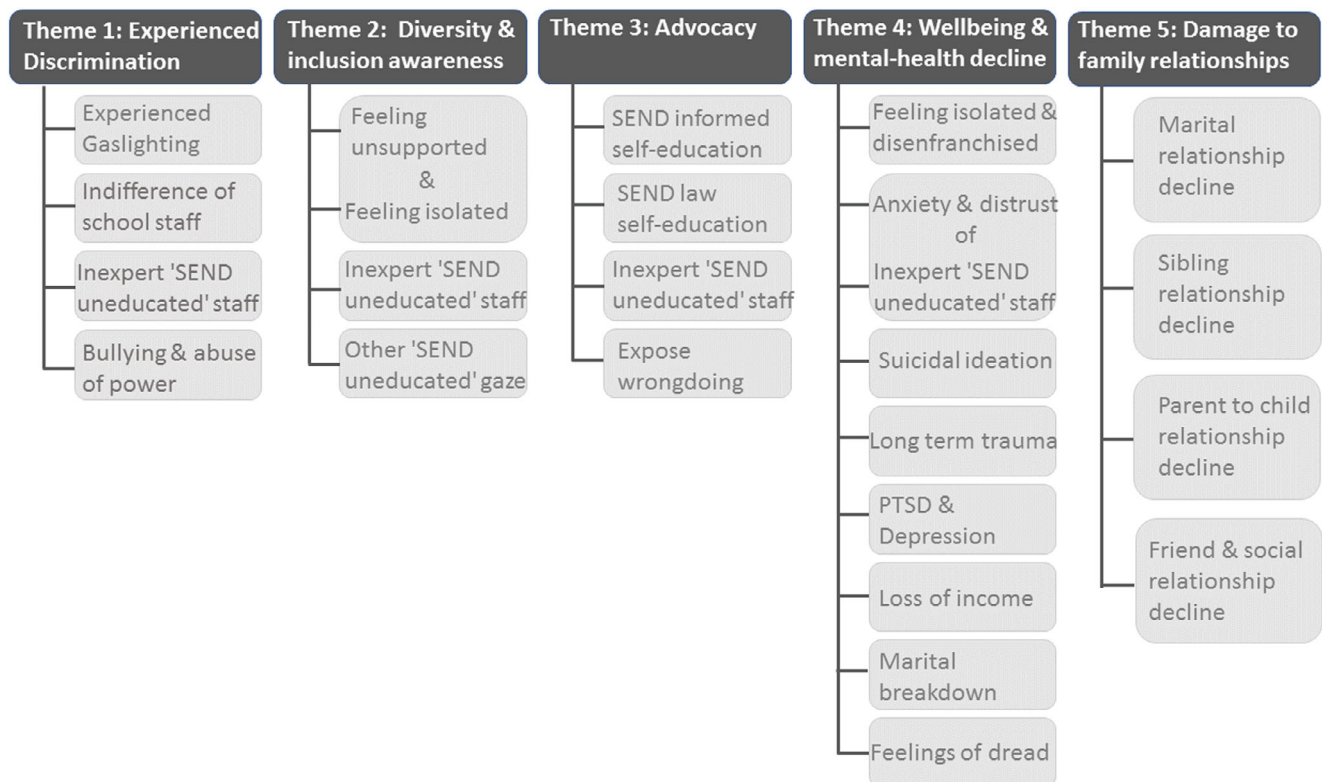 Theme 1: Experienced
Discrimination
Experienced
Gaslighting
Indifference of
school staff
Inexpert 'SEND
uneducated' staff
Bullying & abuse
of power
Theme 2:  Diversity &
inclusion awareness
Feeling
unsupported
&
Feeling isolated
Inexpert 'SEND
uneducated' staff
Other 'SEND
uneducated' gaze
Theme 3: Advocacy
SEND informed
self-education
SEND law
self-education
Inexpert 'SEND
uneducated' staff
Expose
wrongdoing
Theme 4: Wellbeing &
mental-health decline
Feeling isolated &
disenfranchised
Anxiety & distrust
of
Inexpert 'SEND
uneducated' staff
Suicidal ideation
Long term trauma
PTSD &
Depression
Loss of income
Marital
breakdown
Feelings of dread
Theme 5: Damage to
family relationships
Marital
relationship
decline
Sibling
relationship
decline
Parent to child
relationship
decline
Friend & social
relationship
decline